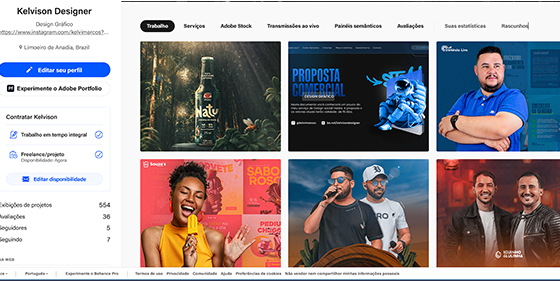 Kelvison Designer
Design Gráfico
https://www.instagram.com/kelvimarcos?...
Limoeiro de Anadia, Brazil
Editar seu perfil
Experimente o Adobe Portfolio
Contratar Kelvison
Trabalho em tempo integral
Freelance/projeto
Disponibilidade: Agora
Editar disponibilidade
Exibições de projetos 554
Avaliações 36
Seguidores 5
Seguindo 7
Trabalho Serviços Adobe Stock Transmissões ao vivo Painéis semânticos Avaliações Suas estatísticas Rascunhos
Naty
PROPOSTA
COMERCIAL
DESIGN GRÁFICO
Souza's
SABO
ROSO
Português
Experimente o Behance Pro
Termos de uso Privacidade Comunidade Ajuda Preferências de cookies Não vender nem compartilhar minhas informações pessoais